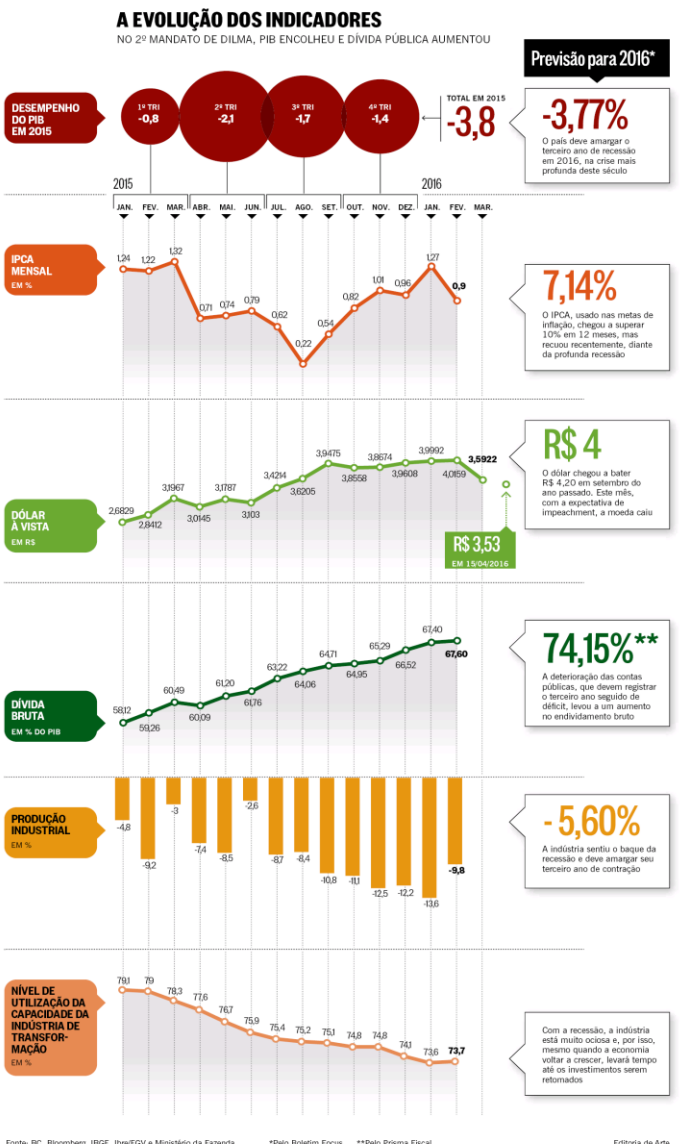 A EVOLUÇÃO DOS INDICADORES
NO 2º MANDATO DE DILMA, PIB ENCOLHEU E DÍVIDA PÚBLICA AUMENTOU
Previsão para 2016*
DESEMPENHO
DO PIB
EM 2015
1º TRI
-0,8
2º TRI
-2,1
3º TRI
-1,7
4º TRI
-1,4
TOTAL EM 2015
-3,8
-3,77%
O país deve amargar o
terceiro ano de recessão
em 2016, na crise mais
profunda deste século
2015
2016
JAN. FEV. MAR. ABR. MAI. JUN. JUL. AGO. SET. OUT. NOV. DEZ. JAN. FEV. MAR.
IPCA
MENSAL
EM %
1,24 1,22 1,32 0,71 0,74 0,79 0,62 0,22 0,54 0,82 1,01 0,96 1,27 0,9
7,14%
O IPCA, usado nas metas de
inflação, chegou a superar
10% em 12 meses, mas
recuou recentemente, diante
da profunda recessão
DÓLAR
À VISTA
EM R$
2,6829 2,8412 3,1967 3,0145 3,1787 3,103 3,4214 3,6205 3,9475 3,8558 3,8674 3,9608 3,9992 4,0159 3,5922
R$ 3,53
EM 15/04/2016
R$ 4
O dólar chegou a bater
R$ 4,20 em setembro do
ano passado. Este mês,
com a expectativa de
impeachment, a moeda caiu
DÍVIDA
BRUTA
EM % DO PIB
58,12 59,26 60,49 60,09 61,20 61,76 63,22 64,06 64,71 64,95 65,29 66,52 67,40 67,60
74,15%**
A deterioração das contas
públicas, que devem registrar
o terceiro ano seguido de
déficit, levou a um aumento
no endividamento bruto
PRODUÇÃO
INDUSTRIAL
EM %
-4,8 -9,2 -3 -7,4 -8,5 -2,6 -8,7 -8,4 -10,8 -11,1 -12,5 -12,2 -13,6 -9,8
- 5,60%
A indústria sentiu o baque da
recessão e deve amargar seu
terceiro ano de contração
NÍVEL DE
UTILIZAÇÃO DA
CAPACIDADE DA
INDÚSTRIA DE
TRANSFOR-
MAÇÃO
EM %
79,1 79 78,3 77,6 76,7 75,9 75,4 75,2 75,1 74,8 74,8 74,1 73,6 73,7
Com a recessão, a indústria
está muito ociosa e, por isso,
mesmo quando a economia
voltar a crescer, levará tempo
até os investimentos serem
retomados
Fonte: BC, Bloomberg, IBGE, Ibre/FGV e Ministério da Fazenda *Pelo Boletim Focus **Pelo Prisma Fiscal Editoria de Arte